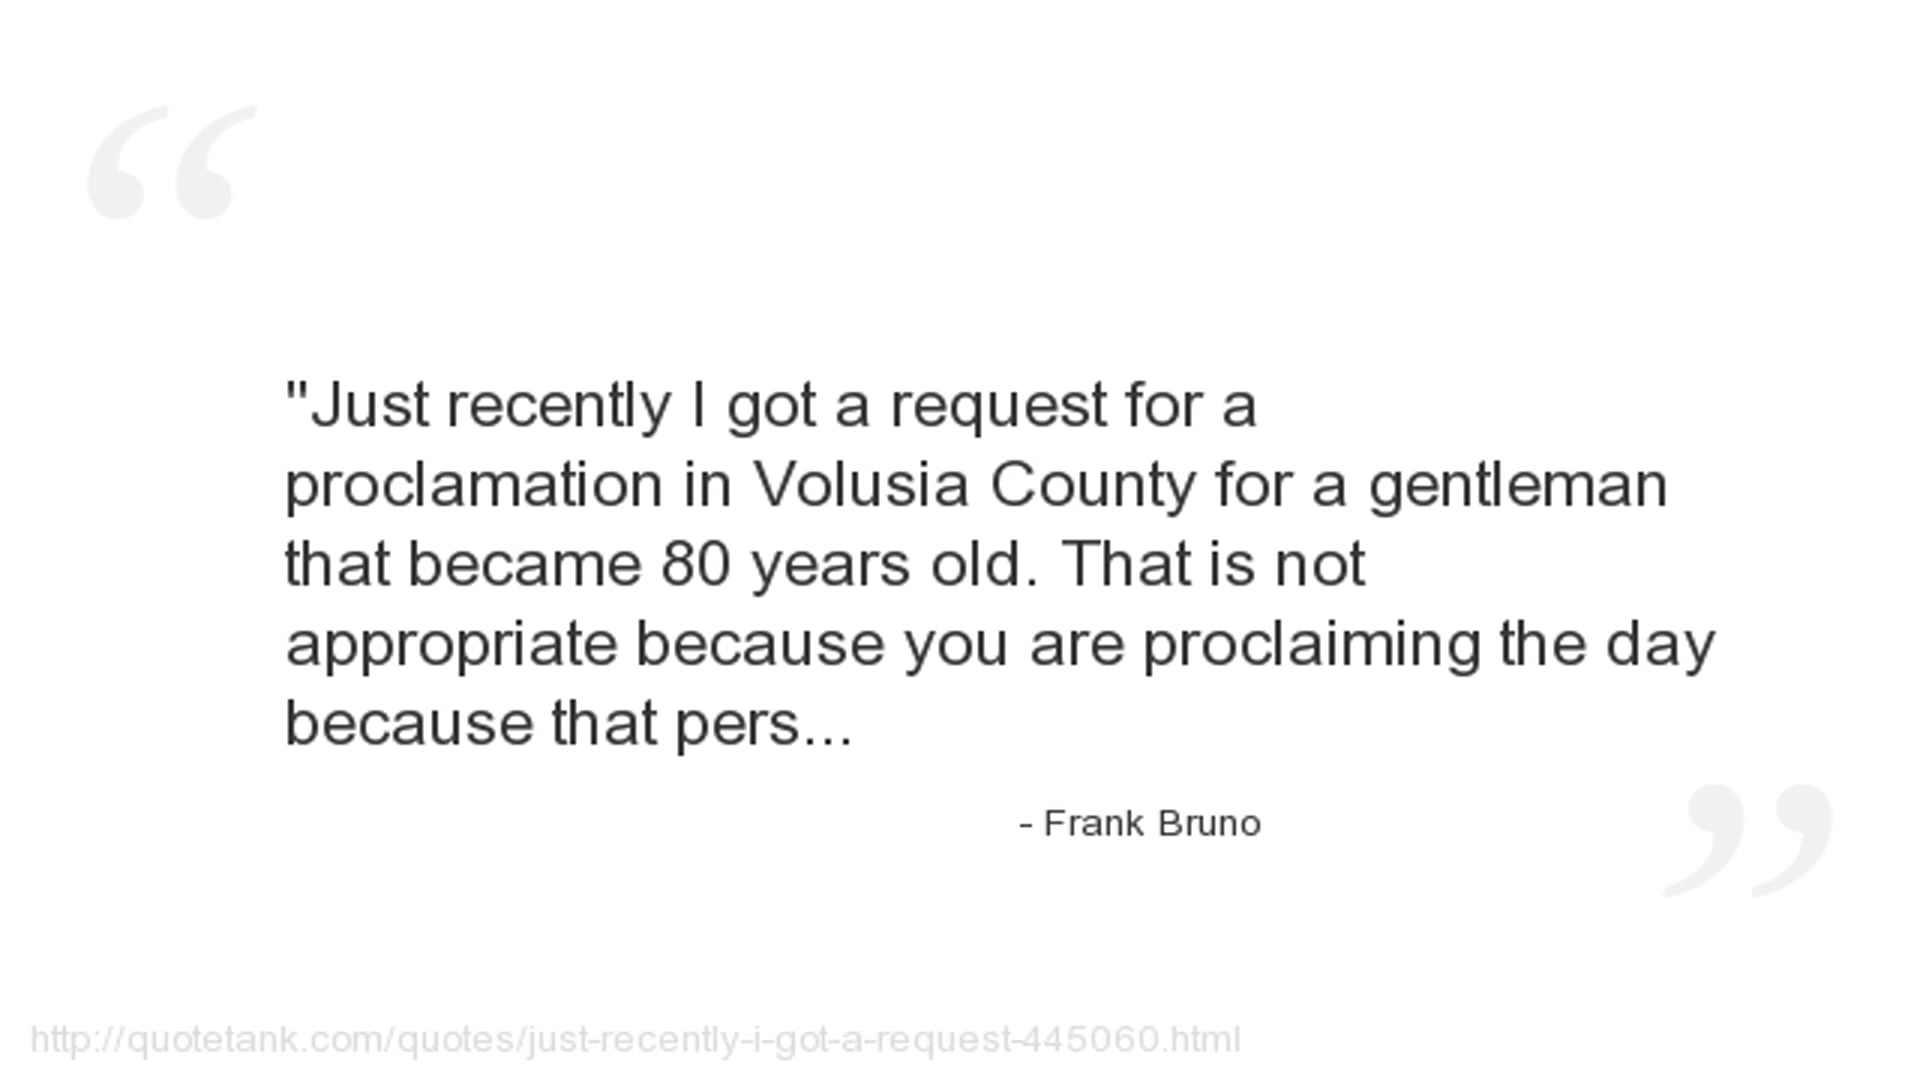 "Just recently I got a request for a
proclamation in Volusia County for a gentleman
that became 80 years old. That is not
appropriate because you are proclaiming the day
because that pers...
- Frank Bruno
http://quotetank.com/quotes/just-recently-i-got-a-request-445060.html